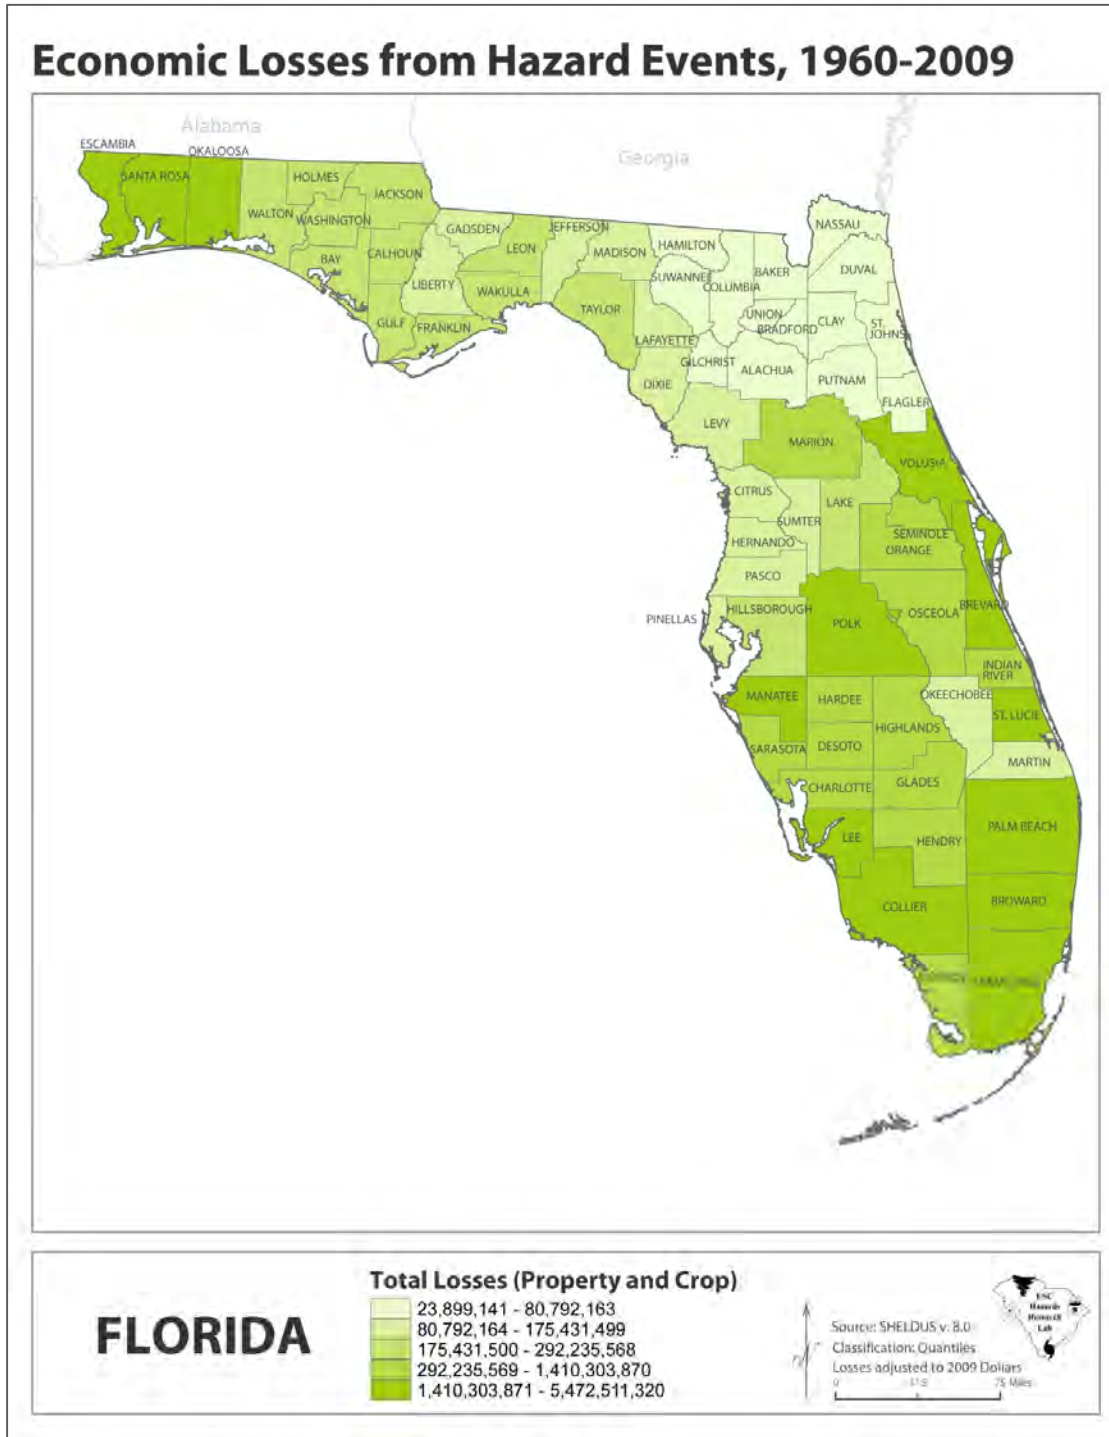 Economic Losses from Hazard Events, 1960-2009
Alabama
Georgia
ESCAMBIA
OKALOOSA
SANTA ROSA
HOLMES
JACKSON
WALTON
WASHINGTON
BAY
CALHOUN
GULF
GADSDEN
LIBERTY
FRANKLIN
LEON
WAKULLA
JEFFERSON
MADISON
TAYLOR
HAMILTON
SUWANNE
LAFAYETTE
DIXIE
COLUMBIA
BAKER
NASSAU
DUVAL
UNION
BRADFORD
CLAY
ST.
JOHNS
GILCHRIST
ALACHUA
PUTNAM
FLAGLER
LEVY
MARION
VOLUSIA
CITRUS
SUMTER
LAKE
SEMINOLE
ORANGE
HERNANDO
PASCO
PINELLAS
HILLSBOROUGH
POLK
OSCEOLA
BREVARD
INDIAN
RIVER
MANATEE
HARDEE
HIGHLANDS
OKEECHOBEE
ST. LUCIE
SARASOTA
DESOTO
MARTIN
CHARLOTTE
GLADES
LEE
HENDRY
PALM BEACH
COLLIER
BROWARD
FLORIDA
Total Losses (Property and Crop)
23,899,141 - 80,792,163
80,792,164 - 175,431,499
175,431,500 - 292,235,568
292,235,569 - 1,410,303,870
1,410,303,871 - 5,472,511,320
Source: SHELDUS v. 8.0
Classification: Quantiles
Losses adjusted to 2009 Dollars
0
75 Miles